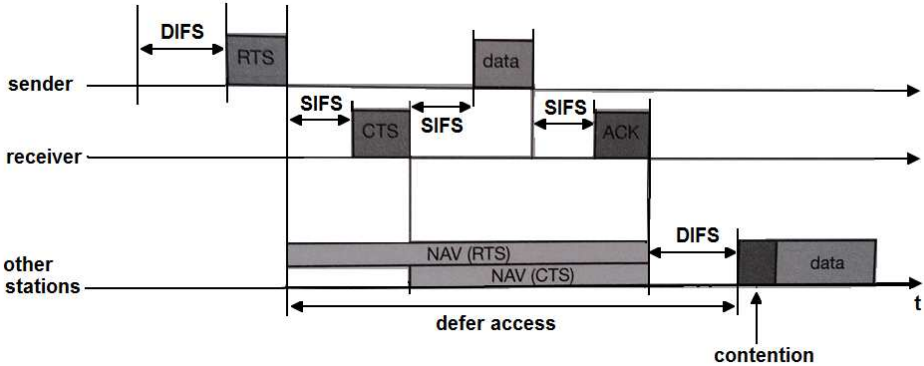 DIFS
RTS
data
sender
SIFS
CTS
SIFS
SIFS
ACK
receiver
NAV (RTS)
DIFS
NAV (CTS)
data
other
stations
t
defer access
contention